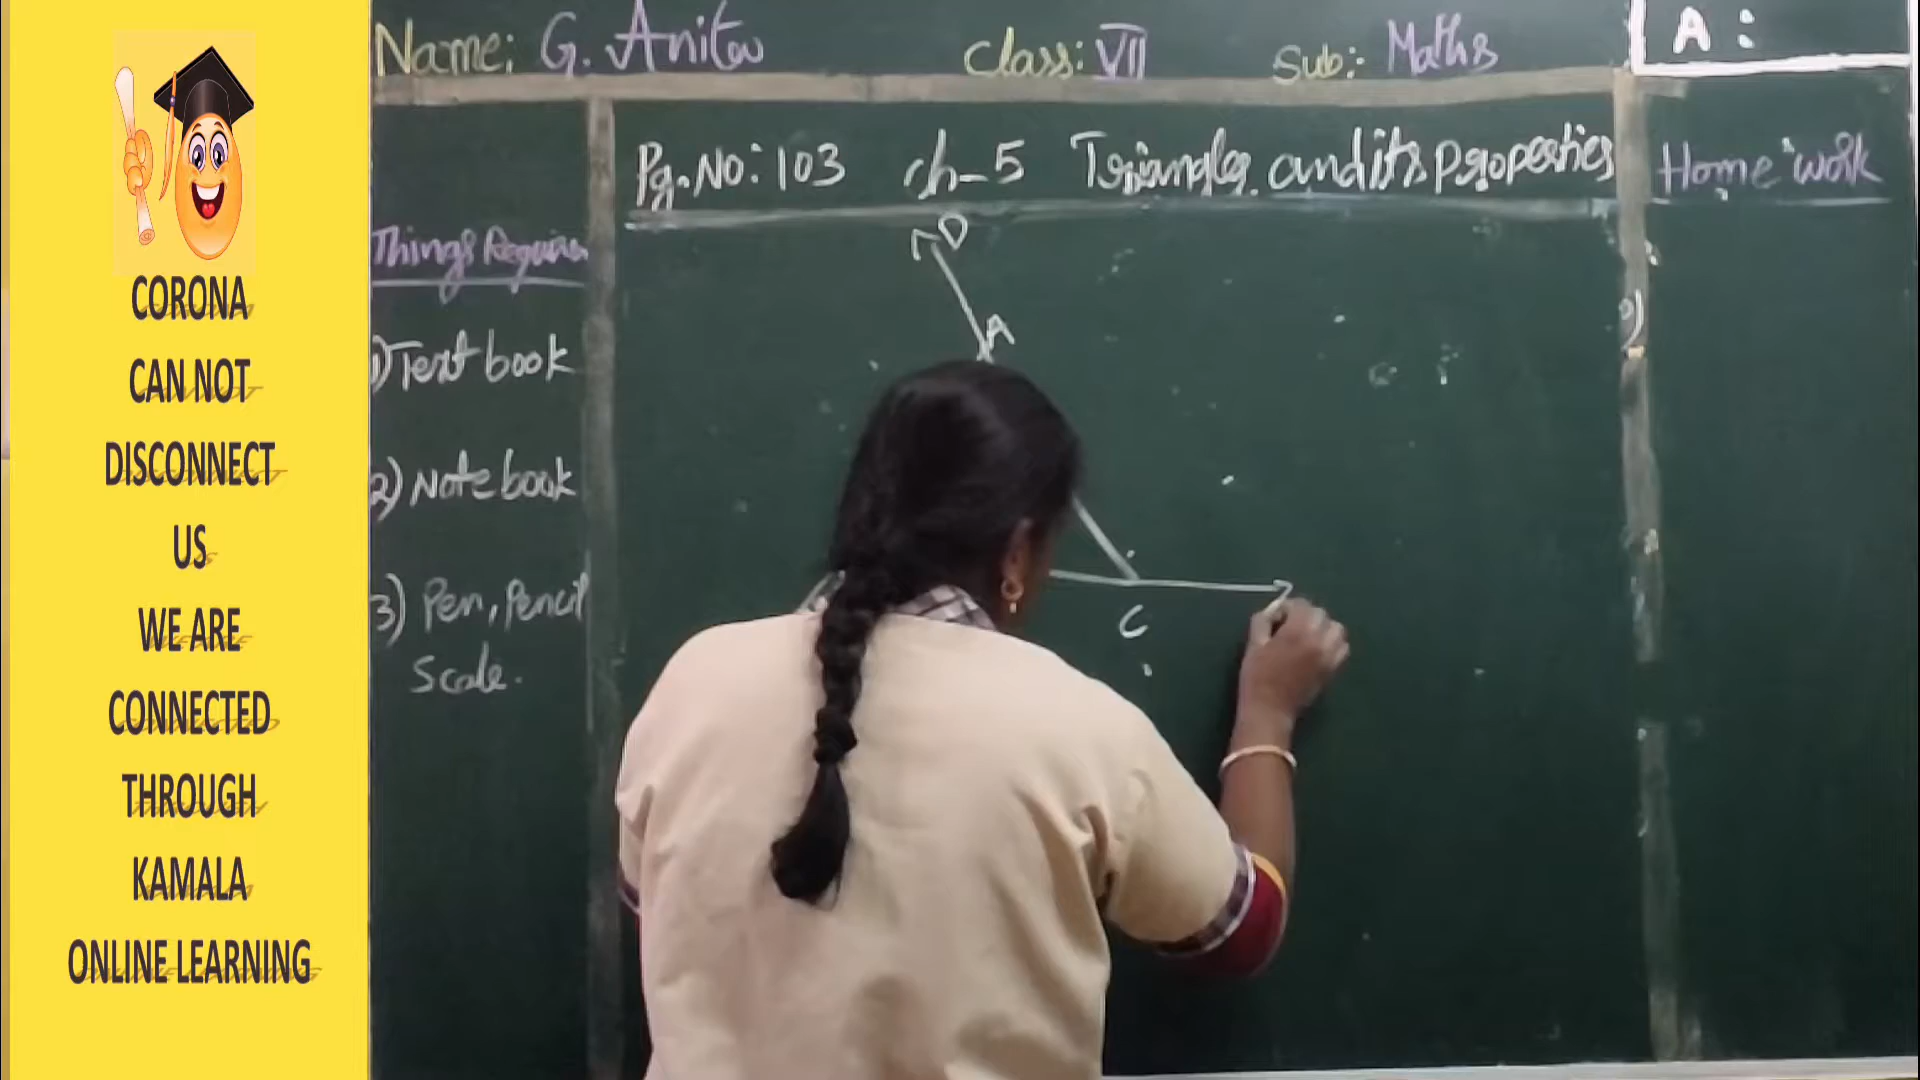 CORONA
CAN NOT
DISCONNECT
US
WE ARE
CONNECTED
THROUGH
KAMALA
ONLINE LEARNING
Name: G. Anita Class: VII Sub: Maths
A :
Pg.No: 103 ch-5 Triangles and its Properties
Home work
Things Require
1) Text book
2) Note book
3) Pen, Pencil
Scale.
D
A
C